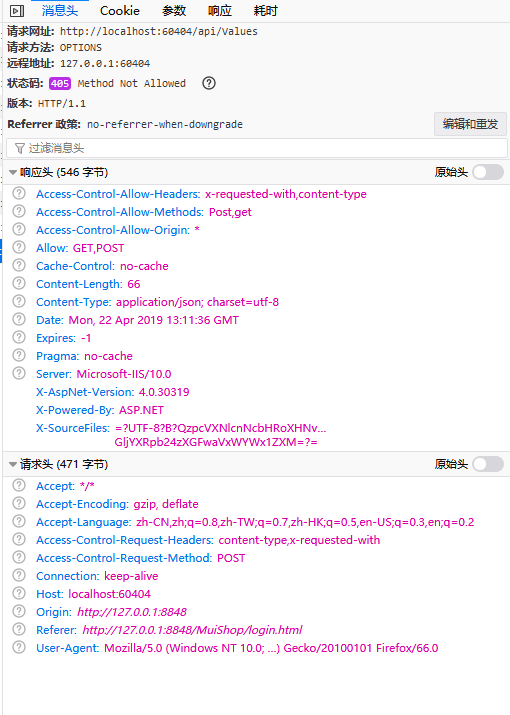 消息头 Cookie 参数 响应 耗时
请求网址: http://localhost:60404/api/Values
请求方法: OPTIONS
远程地址: 127.0.0.1:60404
状态码: 405 Method Not Allowed
版本: HTTP/1.1
Referrer 政策: no-referrer-when-downgrade 编辑和重发
过滤消息头
响应头 (546 字节) 原始头
Access-Control-Allow-Headers: x-requested-with,content-type
Access-Control-Allow-Methods: Post,get
Access-Control-Allow-Origin: *
Allow: GET,POST
Cache-Control: no-cache
Content-Length: 66
Content-Type: application/json; charset=utf-8
Date: Mon, 22 Apr 2019 13:11:36 GMT
Expires: -1
Pragma: no-cache
Server: Microsoft-IIS/10.0
X-AspNet-Version: 4.0.30319
X-Powered-By: ASP.NET
X-SourceFiles: =?UTF-8?B?QzpcVXNlcnNcbHRoXHNv…
GljYXRpb24zXGFwaVxWYWx1ZXM=?=
请求头 (471 字节) 原始头
Accept: */*
Accept-Encoding: gzip, deflate
Accept-Language: zh-CN,zh;q=0.8,zh-TW;q=0.7,zh-HK;q=0.5,en-US;q=0.3,en;q=0.2
Access-Control-Request-Headers: content-type,x-requested-with
Access-Control-Request-Method: POST
Connection: keep-alive
Host: localhost:60404
Origin: http://127.0.0.1:8848
Referer: http://127.0.0.1:8848/MuiShop/login.html
User-Agent: Mozilla/5.0 (Windows NT 10.0; …) Gecko/20100101 Firefox/66.0